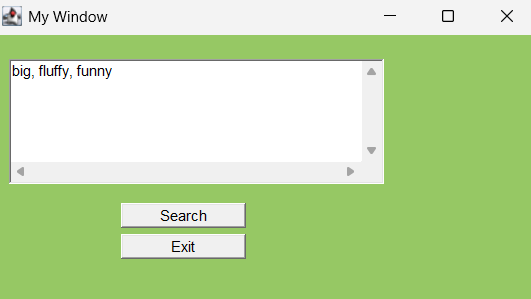 My Window
big, fluffy, funny
Search
Exit